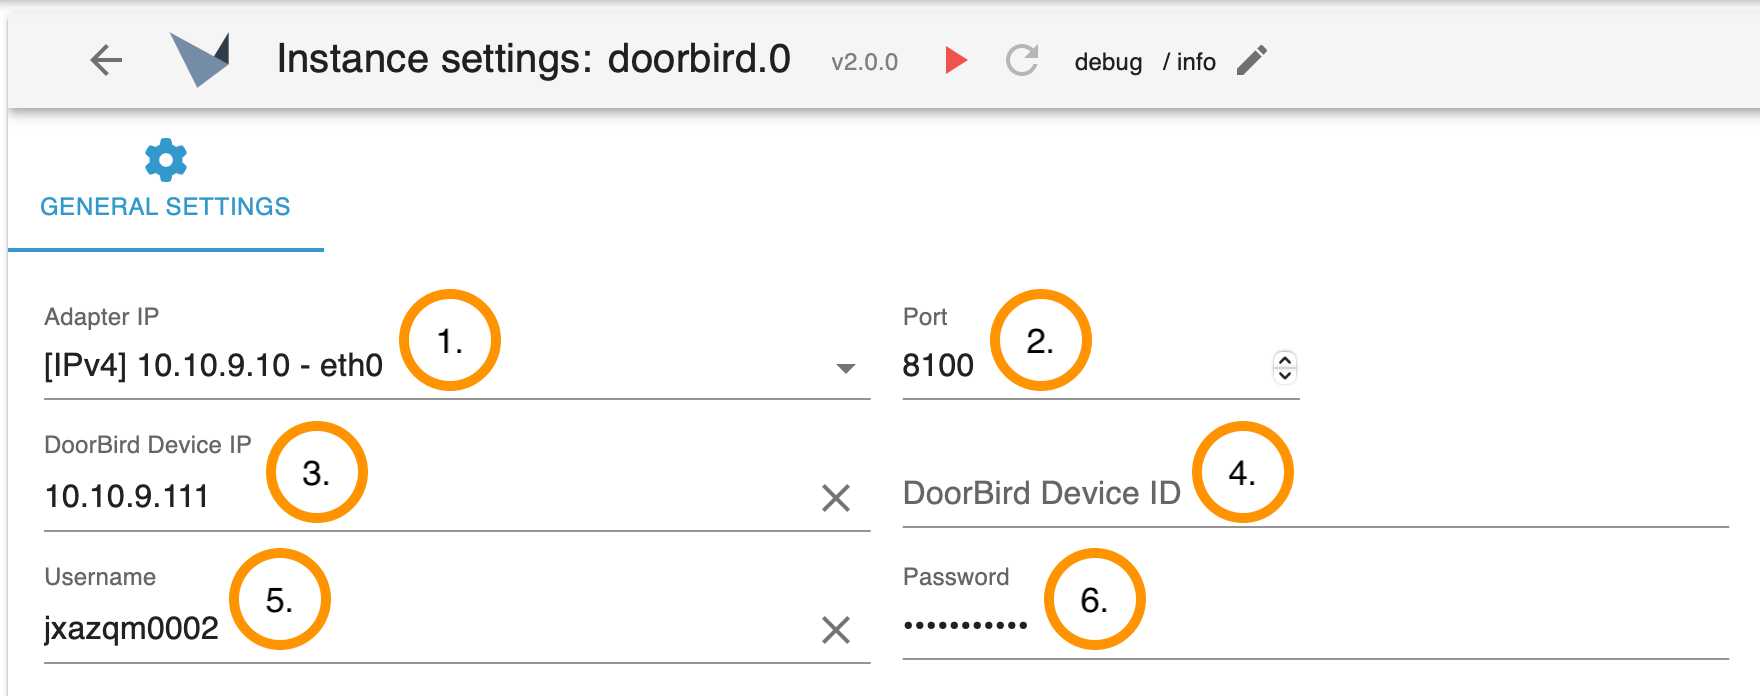 Instance settings: doorbird.0 v2.0.0 debug / info
GENERAL SETTINGS
Adapter IP
[IPv4] 10.10.9.10 - eth0
1.
Port
8100
2.
DoorBird Device IP
10.10.9.111
3.
DoorBird Device ID
4.
Username
jxazqm0002
5.
Password
•••••••••••
6.